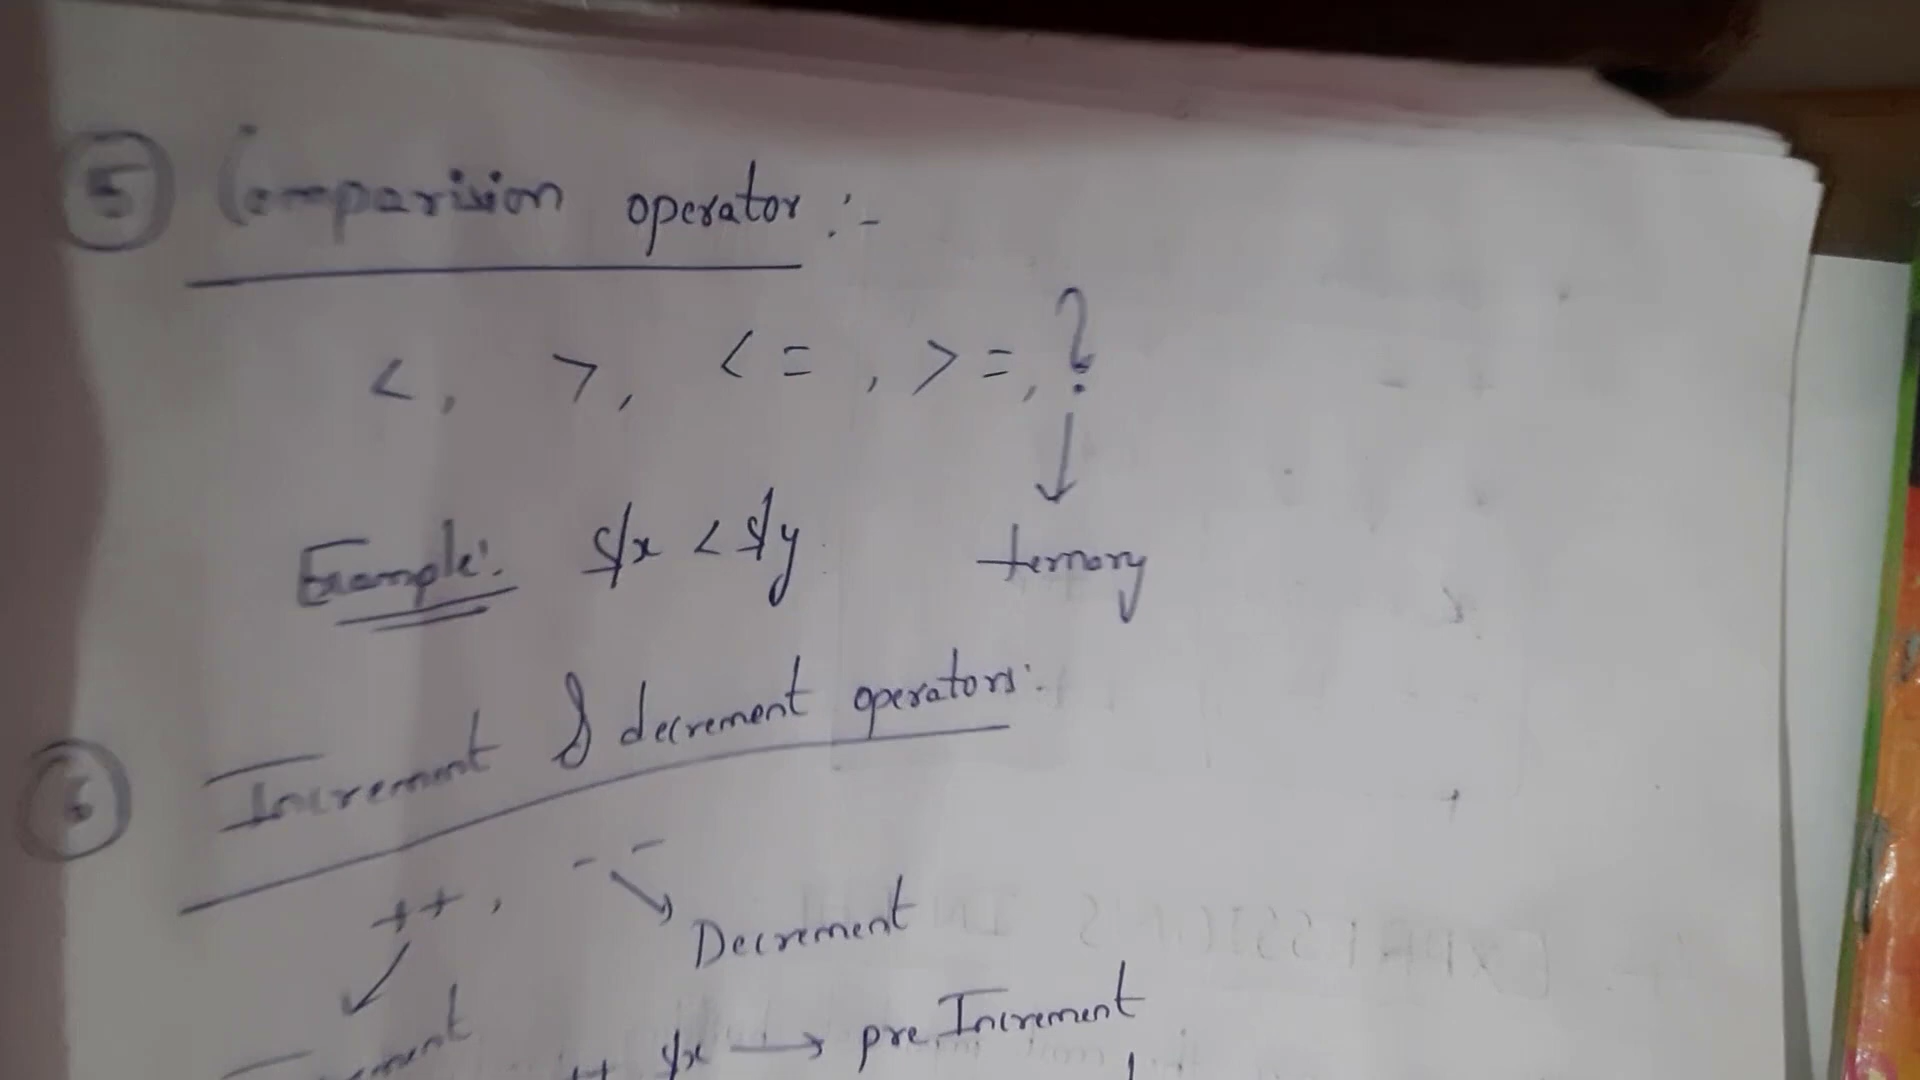 5 Comparision operator :-
<, >, <=, >=, ?
ternary
Example: $x < $y
6 Increment & decrement operators:-
++, --
Decrement
++ $x → pre Increment